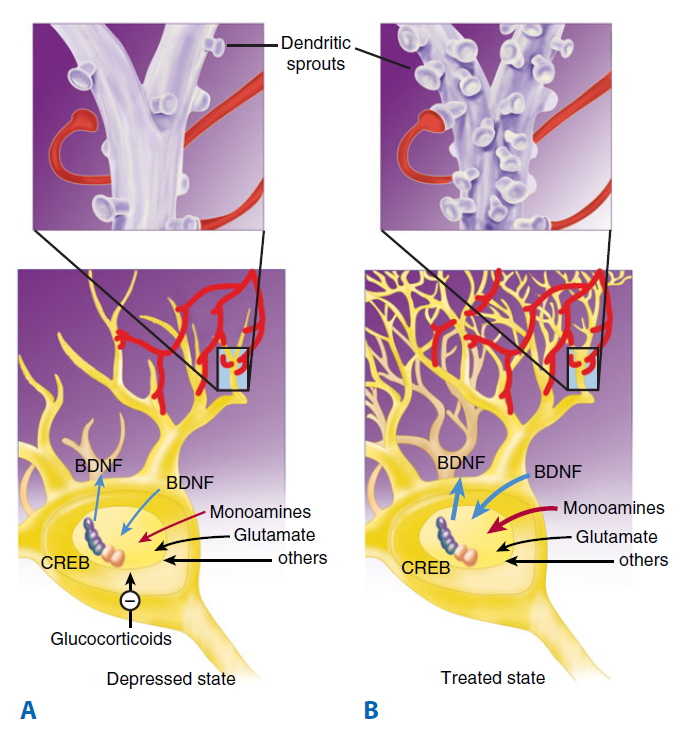 Dendritic
sprouts
BDNF
BDNF
Monoamines
Glutamate
others
CREB
−
Glucocorticoids
Depressed state
A
BDNF
BDNF
Monoamines
Glutamate
others
CREB
Treated state
B